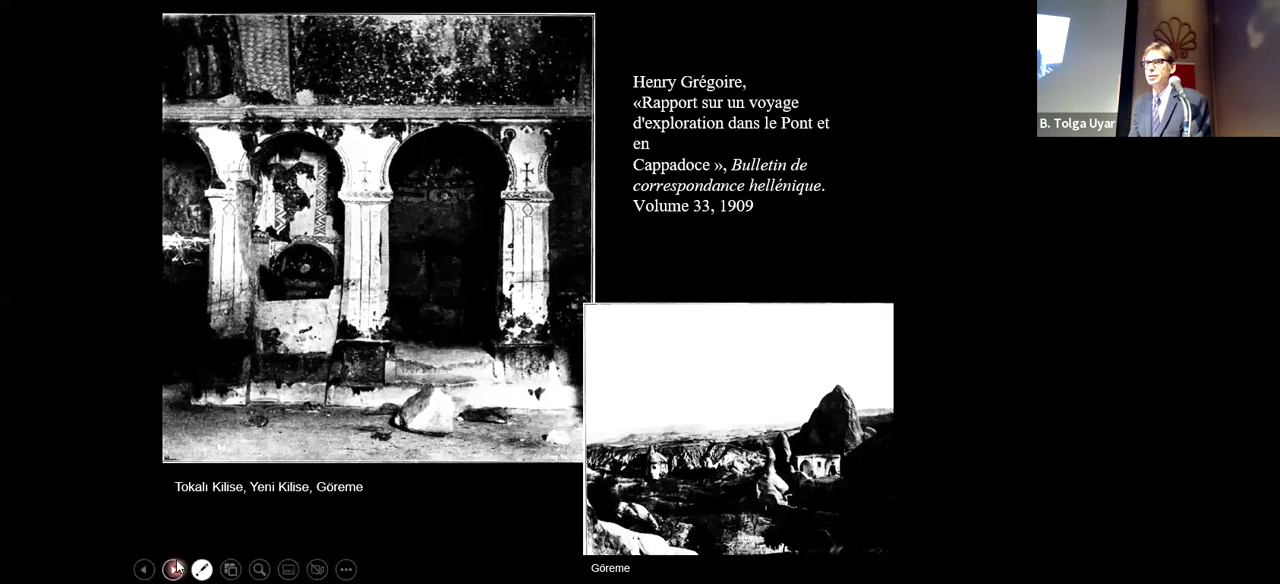 Henry Grégoire,
«Rapport sur un voyage
d'exploration dans le Pont et
en
Cappadoce », Bulletin de
correspondance hellénique.
Volume 33, 1909
B. Tolga Uyar
Tokalı Kilise, Yeni Kilise, Göreme
Göreme